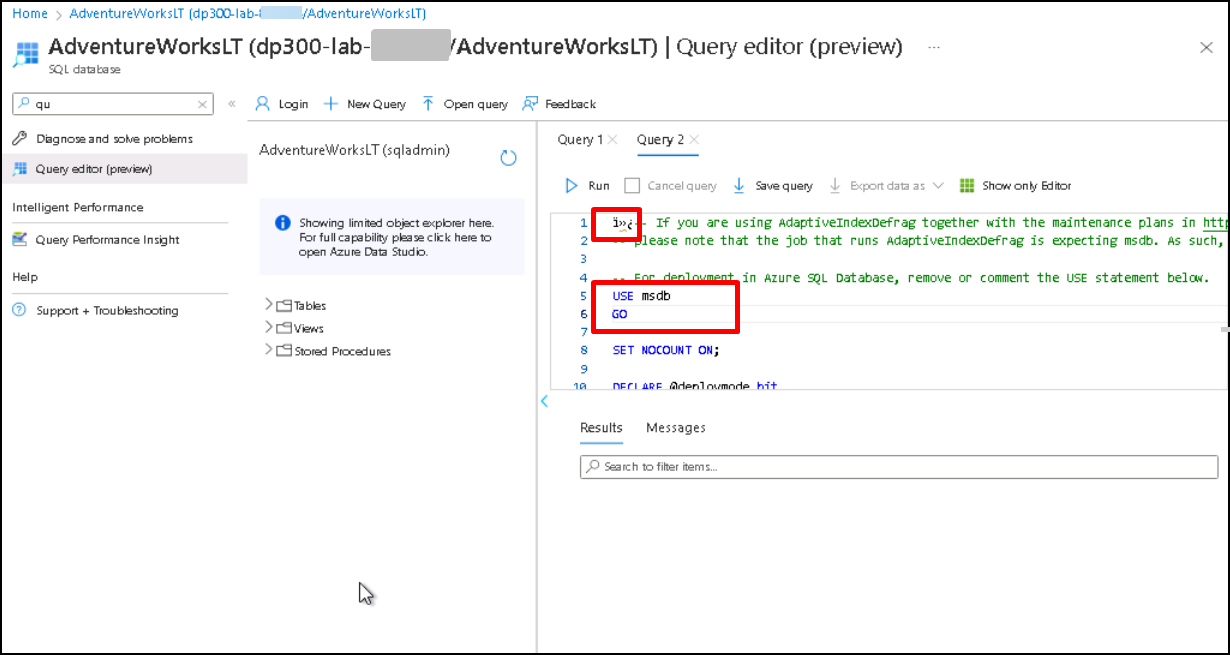 Home > AdventureWorksLT (dp300-lab- /AdventureWorksLT)
AdventureWorksLT (dp300-lab- /AdventureWorksLT) | Query editor (preview) ...
SQL database
qu
Login
New Query
Open query
Feedback
Diagnose and solve problems
Query editor (preview)
Intelligent Performance
Query Performance Insight
Help
Support + Troubleshooting
AdventureWorksLT (sqladmin)
Showing limited object explorer here.
For full capability please click here to
open Azure Data Studio.
Tables
Views
Stored Procedures
Query 1
Query 2
Run
Cancel query
Save query
Export data as
Show only Editor
1 ï»¿-- If you are using AdaptiveIndexDefrag together with the maintenance plans in http
2 -- please note that the job that runs AdaptiveIndexDefrag is expecting msdb. As such,
3
4 -- For deployment in Azure SQL Database, remove or comment the USE statement below.
5 USE msdb
6 GO
7
8 SET NOCOUNT ON;
9
10 DECLARE @deploymode bit
Results
Messages
Search to filter items...